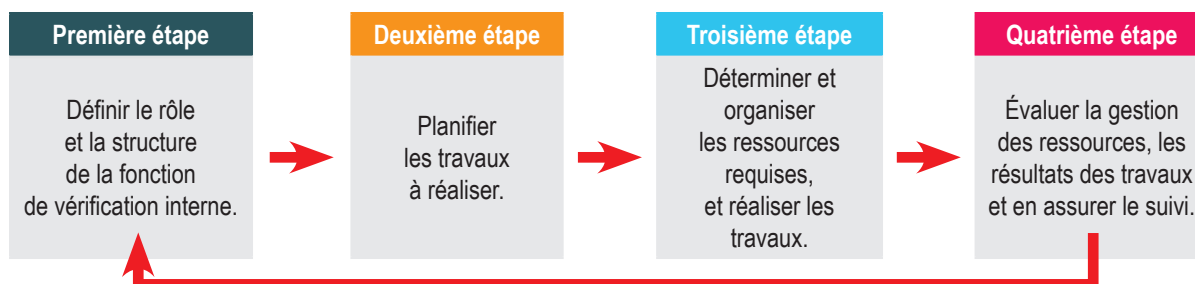 Première étape
Définir le rôle
et la structure
de la fonction
de vérification interne.
Deuxième étape
Planifier
les travaux
à réaliser.
Troisième étape
Déterminer et
organiser
les ressources
requises,
et réaliser les
travaux.
Quatrième étape
Évaluer la gestion
des ressources, les
résultats des travaux
et en assurer le suivi.